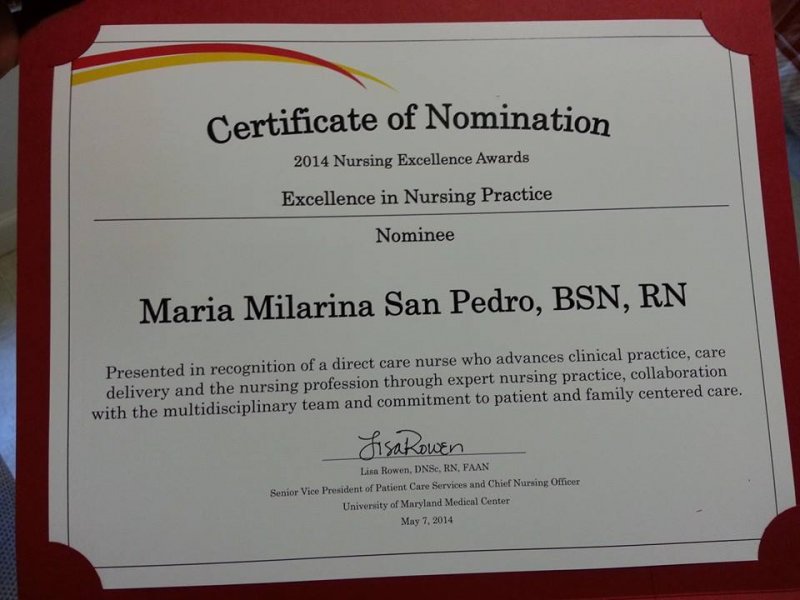 Certificate of Nomination
2014 Nursing Excellence Awards
Excellence in Nursing Practice
Nominee
Maria Milarina San Pedro, BSN, RN
Presented in recognition of a direct care nurse who advances clinical practice, care
delivery and the nursing profession through expert nursing practice, collaboration
with the multidisciplinary team and commitment to patient and family centered care.
Lisa Rowen
Lisa Rowen, DNSc, RN, FAAN
Senior Vice President of Patient Care Services and Chief Nursing Officer
University of Maryland Medical Center
May 7, 2014